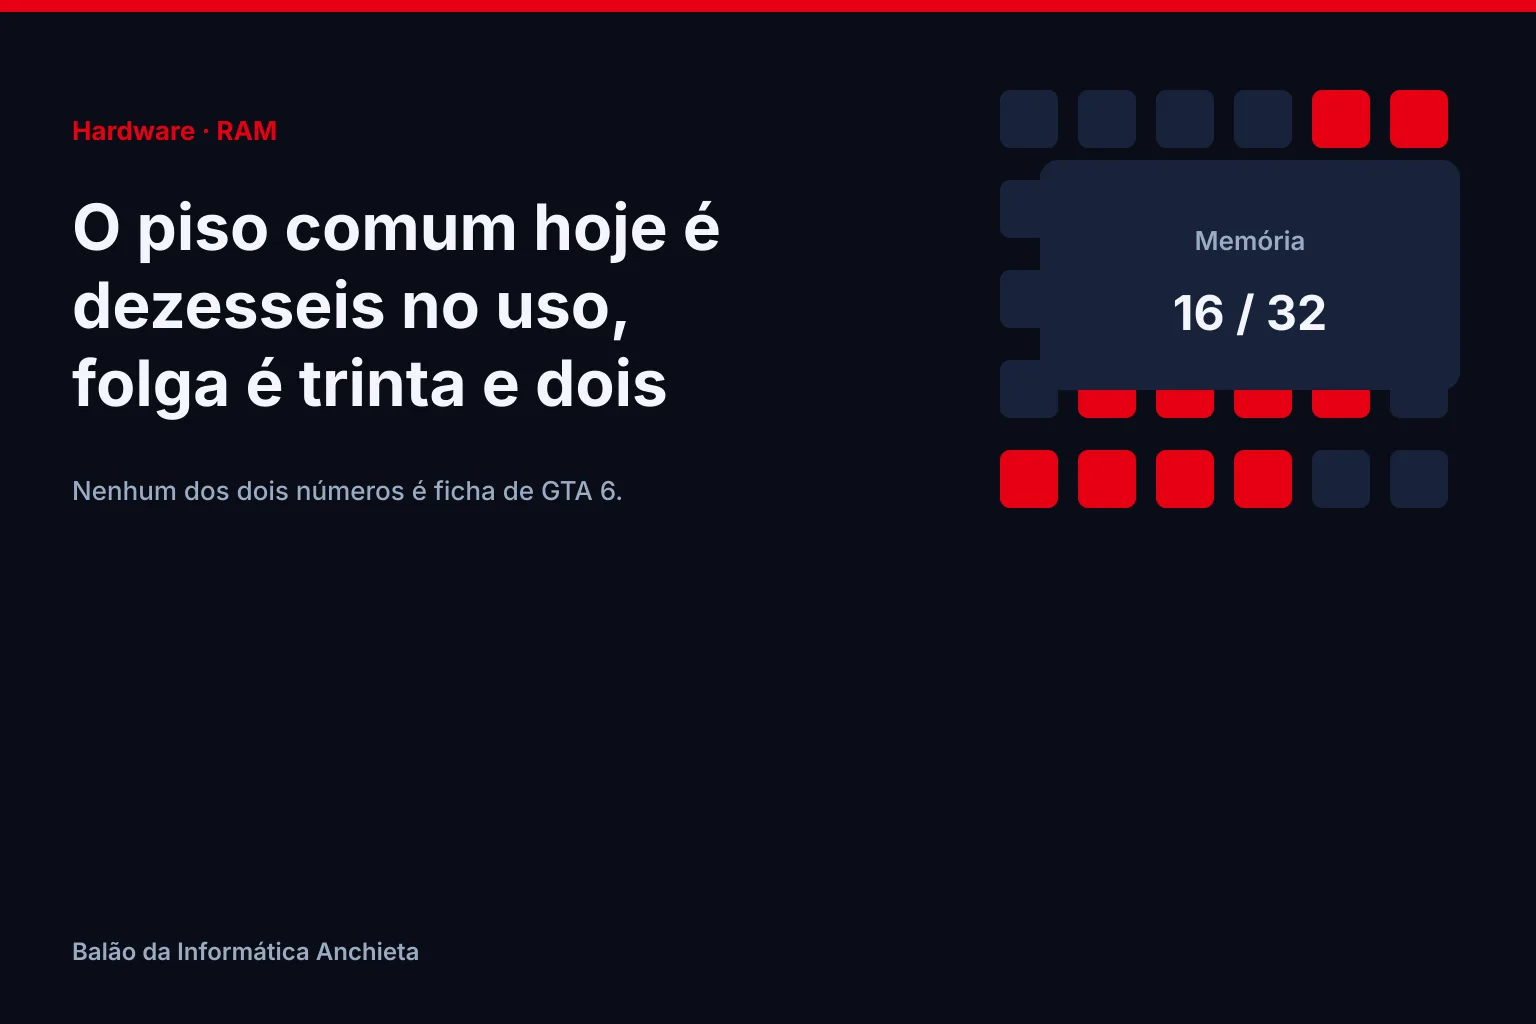 Hardware · RAM
O piso comum hoje é
dezesseis no uso,
folga é trinta e dois
Nenhum dos dois números é ficha de GTA 6.
Memória
16 / 32
Balão da Informática Anchieta